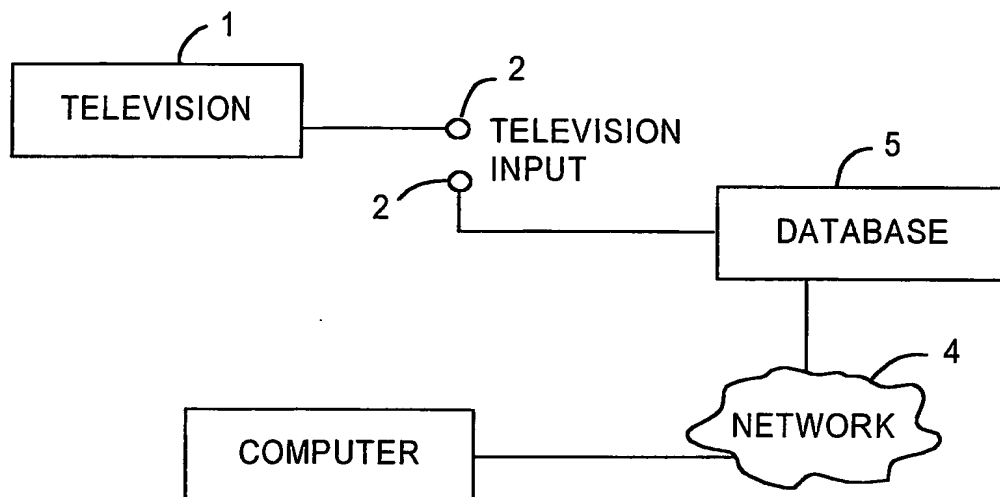 1
TELEVISION
2
TELEVISION
INPUT
2
5
DATABASE
4
NETWORK
COMPUTER